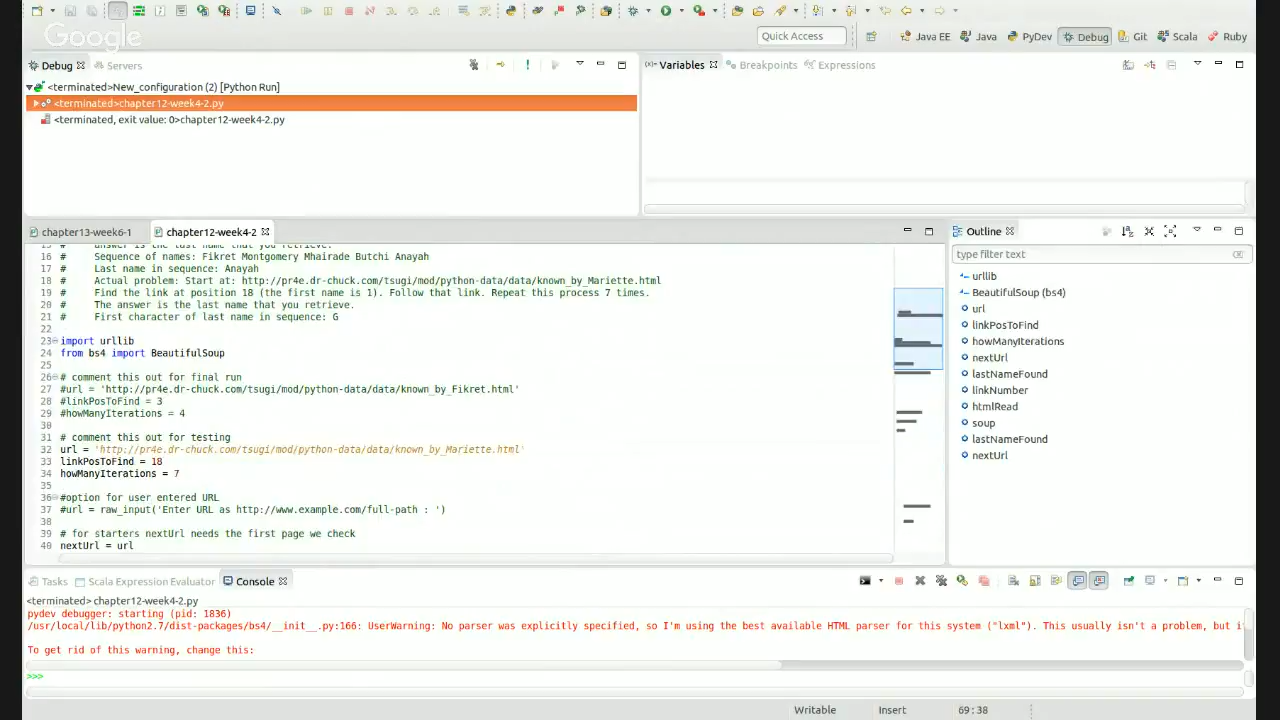 Google
Quick Access
Java EE
Java
PyDev
Debug
Git
Scala
Ruby
Debug
Servers
Variables
Breakpoints
Expressions
<terminated>New_configuration (2) [Python Run]
<terminated>chapter12-week4-2.py
<terminated, exit value: 0>chapter12-week4-2.py
chapter13-week6-1
chapter12-week4-2
Outline
type filter text
15 #     answer is the last name that you retrieve.
16 #     Sequence of names: Fikret Montgomery Mhairade Butchi Anayah
17 #     Last name in sequence: Anayah
18 #     Actual problem: Start at: http://pr4e.dr-chuck.com/tsugi/mod/python-data/data/known_by_Mariette.html
19 #     Find the link at position 18 (the first name is 1). Follow that link. Repeat this process 7 times.
20 #     The answer is the last name that you retrieve.
21 #     First character of last name in sequence: G
22
23 import urllib
24 from bs4 import BeautifulSoup
25
26 # comment this out for final run
27 #url = 'http://pr4e.dr-chuck.com/tsugi/mod/python-data/data/known_by_Fikret.html'
28 #linkPosToFind = 3
29 #howManyIterations = 4
30
31 # comment this out for testing
32 url = 'http://pr4e.dr-chuck.com/tsugi/mod/python-data/data/known_by_Mariette.html'
33 linkPosToFind = 18
34 howManyIterations = 7
35
36 #option for user entered URL
37 #url = raw_input('Enter URL as http://www.example.com/full-path : ')
38
39 # for starters nextUrl needs the first page we check
40 nextUrl = url
urllib
BeautifulSoup (bs4)
url
linkPosToFind
howManyIterations
nextUrl
lastNameFound
linkNumber
htmlRead
soup
lastNameFound
nextUrl
Tasks
Scala Expression Evaluator
Console
<terminated> chapter12-week4-2.py
pydev debugger: starting (pid: 1836)
/usr/local/lib/python2.7/dist-packages/bs4/__init__.py:166: UserWarning: No parser was explicitly specified, so I'm using the best available HTML parser for this system ("lxml"). This usually isn't a problem, but i
To get rid of this warning, change this:
>>>
Writable
Insert
69:38